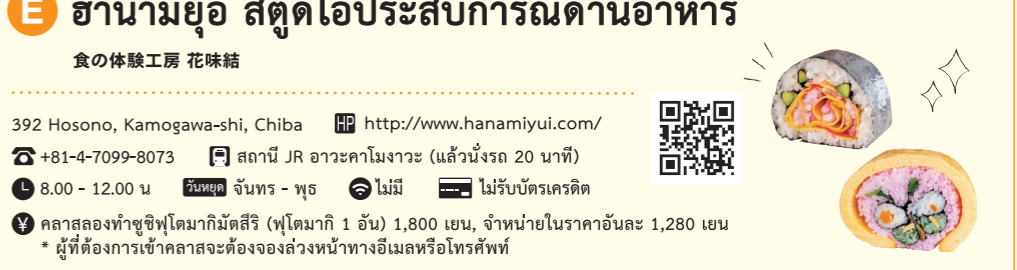 E ฮานามิยุอิ สตูดิโอประสบการณ์ด้านอาหาร
食の体験工房 花味結
392 Hosono, Kamogawa-shi, Chiba HP http://www.hanamiyui.com/
+81-4-7099-8073 สถานี JR อาวะคาโมงาวะ (แล้วนั่งรถ 20 นาที)
8.00 - 12.00 น วันหยุด จันทร - พุธ ไม่มี ไม่รับบัตรเครดิต
¥ คลาสลองทำซูชิฟุโตมากิมัตสึริ (ฟุโตมากิ 1 อัน) 1,800 เยน, จำหน่ายในราคาอันละ 1,280 เยน
* ผู้ที่ต้องการเข้าคลาสจะต้องจองล่วงหน้าทางอีเมลหรือโทรศัพท์